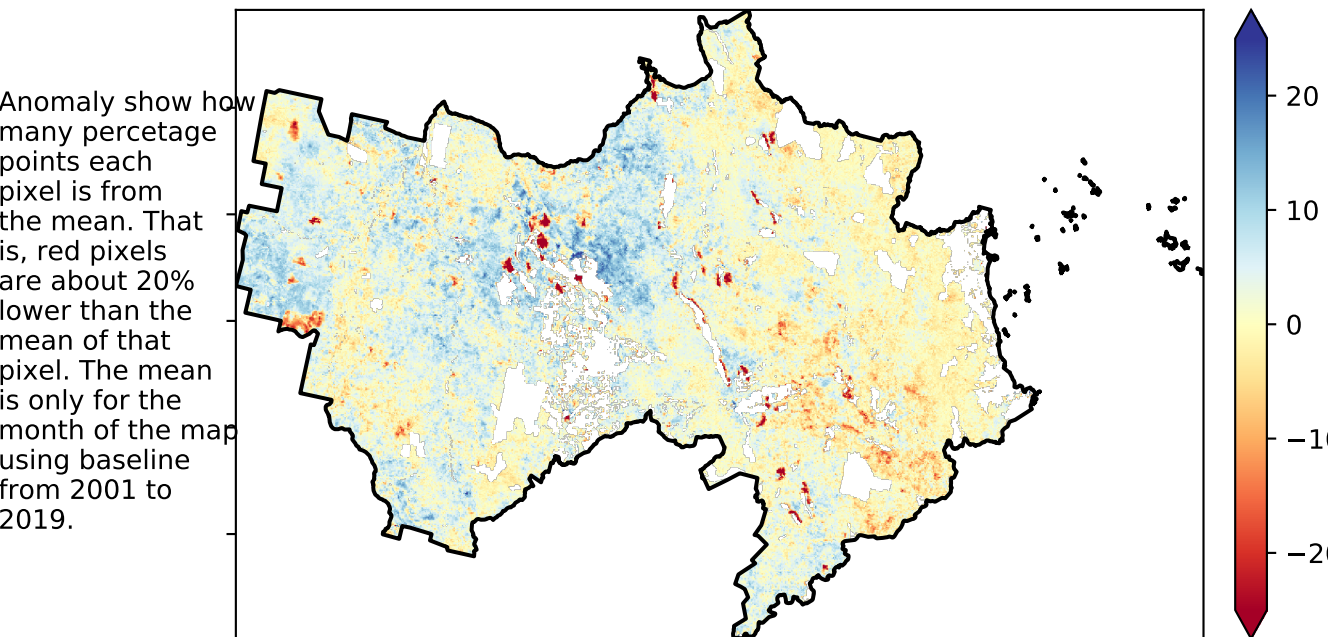 Anomaly show how
many percetage
points each
pixel is from
the mean. That
is, red pixels
are about 20%
lower than the
mean of that
pixel. The mean
is only for the
month of the map
using baseline
from 2001 to
2019.
20
10
0
−10
−20